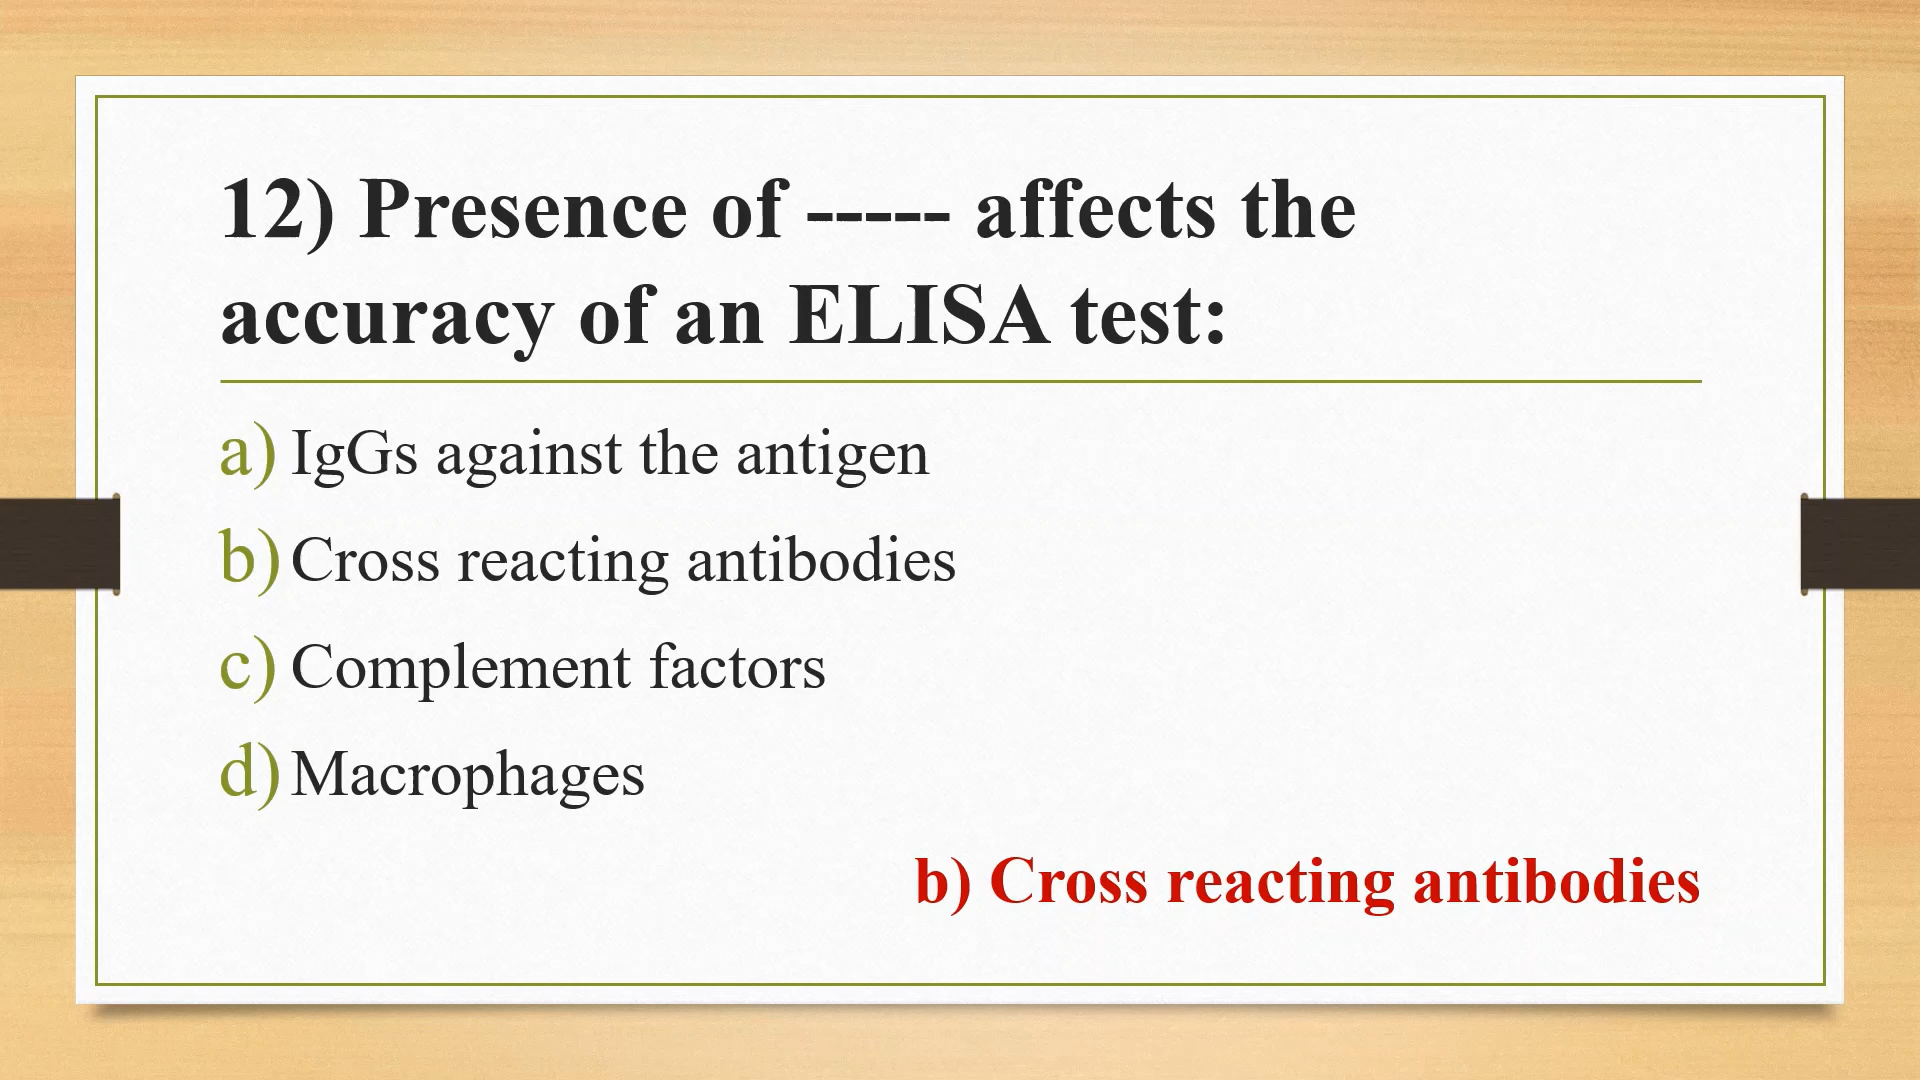 12) Presence of ----- affects the
accuracy of an ELISA test:
a) IgGs against the antigen
b) Cross reacting antibodies
c) Complement factors
d) Macrophages
b) Cross reacting antibodies